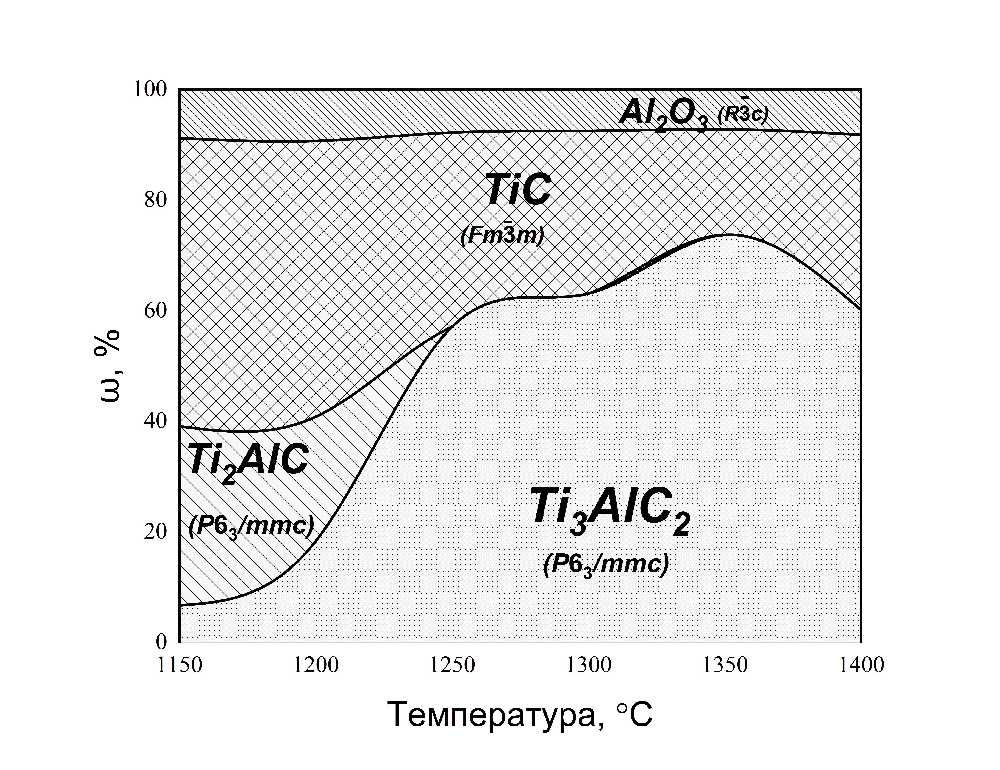 100
Al₂O₃ (R3̄c)
TiC
80
(Fm3̄m)
60
ω, %
40
Ti₂AlC
Ti₃AlC₂
(P6₃/mmc)
20
(P6₃/mmc)
0
1150 1200 1250 1300 1350 1400
Температура, °C